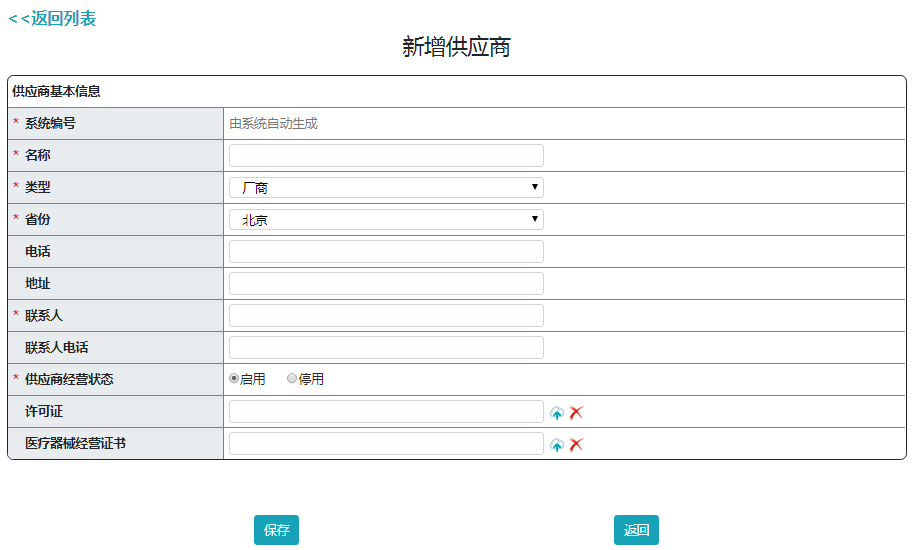 <<返回列表
新增供应商
供应商基本信息
* 系统编号 由系统自动生成
* 名称
* 类型 厂商
* 省份 北京
电话
地址
* 联系人
联系人电话
* 供应商经营状态 启用 停用
许可证
医疗器械经营证书
保存 返回